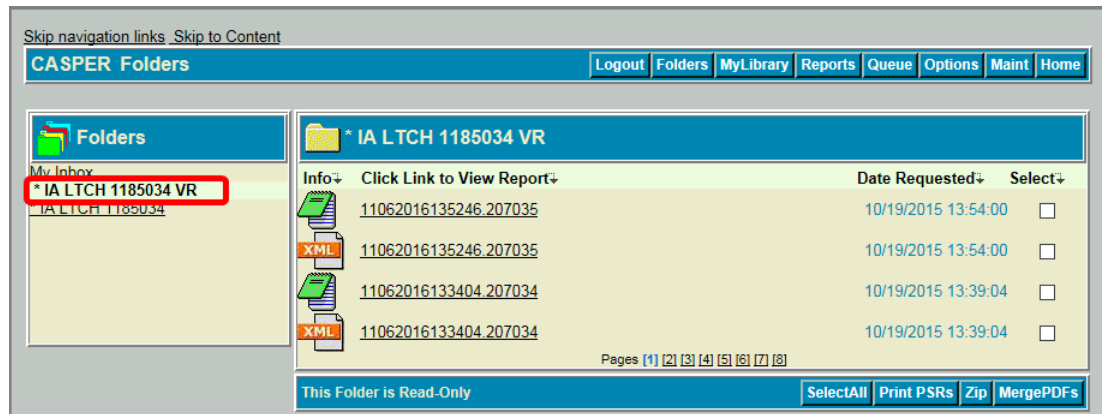 Skip navigation links Skip to Content
CASPER Folders
Logout Folders MyLibrary Reports Queue Options Maint Home
Folders
My Inbox
* IA LTCH 1185034 VR
* IA LTCH 1185034
* IA LTCH 1185034 VR
Info Click Link to View Report Date Requested Select
11062016135246.207035 10/19/2015 13:54:00
XML 11062016135246.207035 10/19/2015 13:54:00
11062016133404.207034 10/19/2015 13:39:04
XML 11062016133404.207034 10/19/2015 13:39:04
Pages [1] [2] [3] [4] [5] [6] [7] [8]
This Folder is Read-Only SelectAll Print PSRs Zip MergePDFs